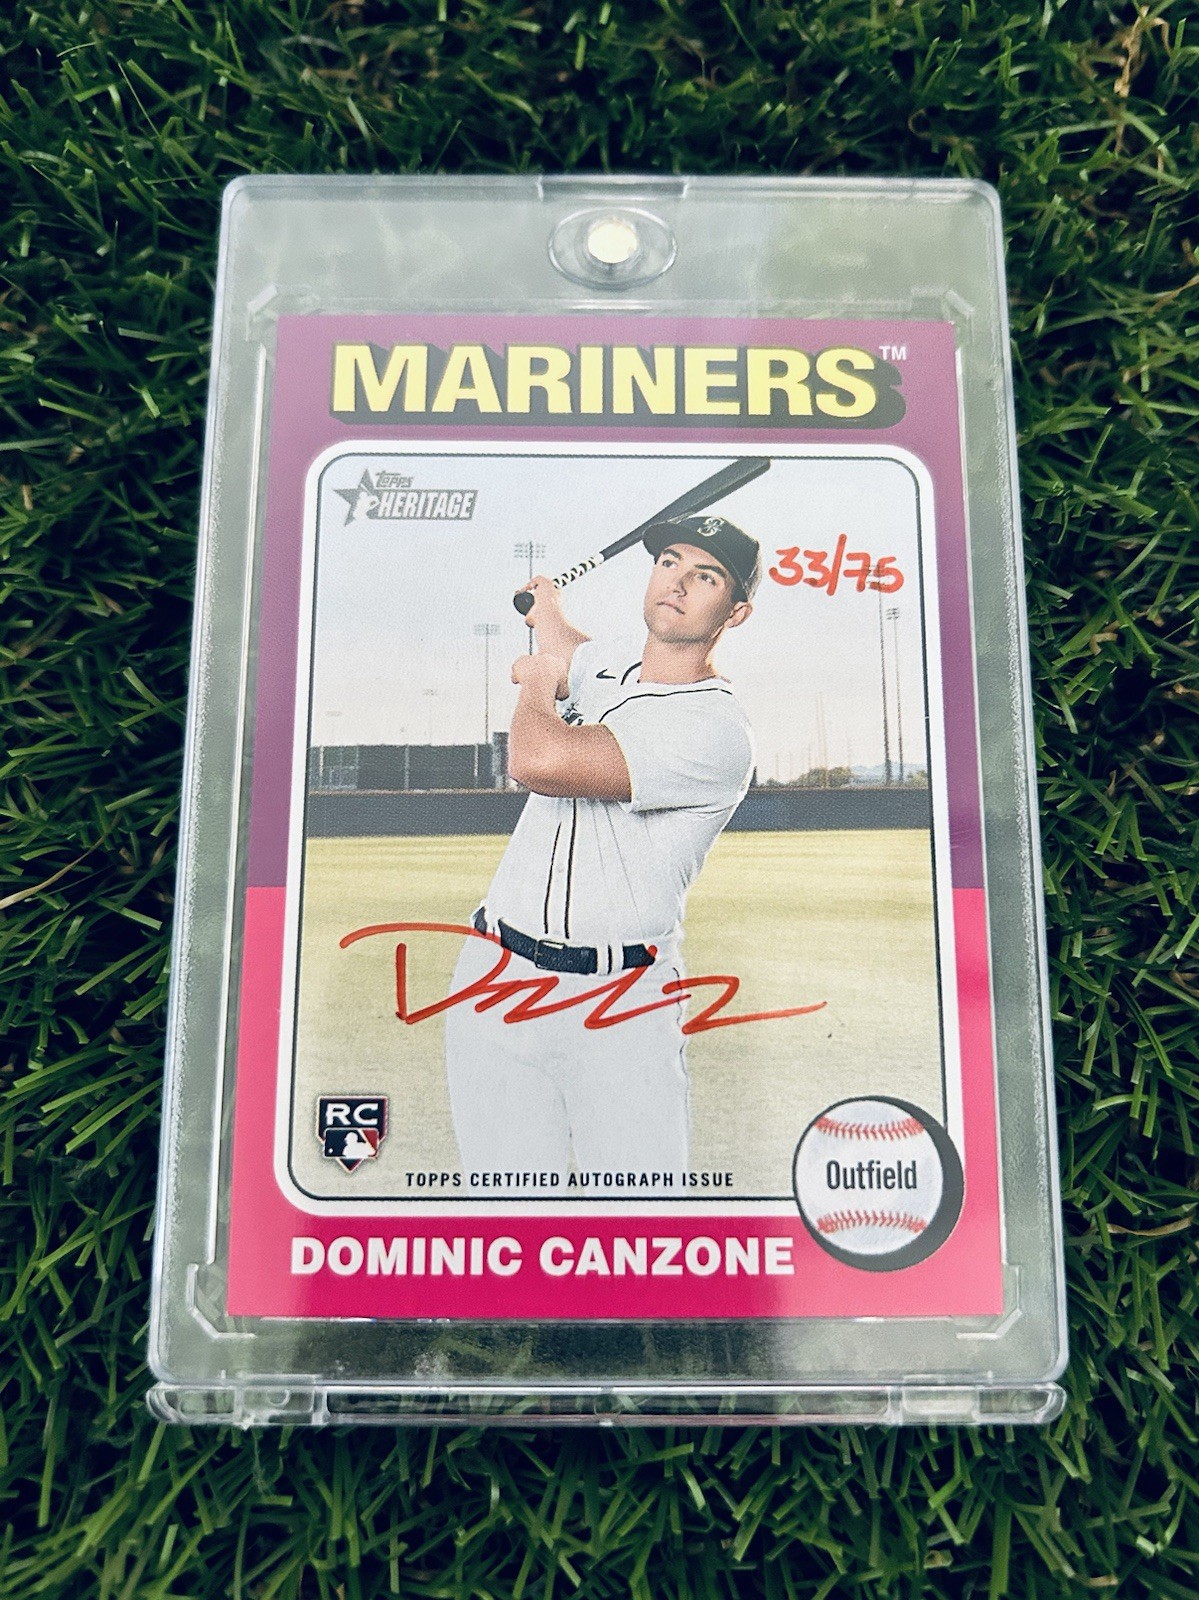 MARINERS™
Topps
HERITAGE
S
33/75
RC
TOPPS CERTIFIED AUTOGRAPH ISSUE
Outfield
DOMINIC CANZONE